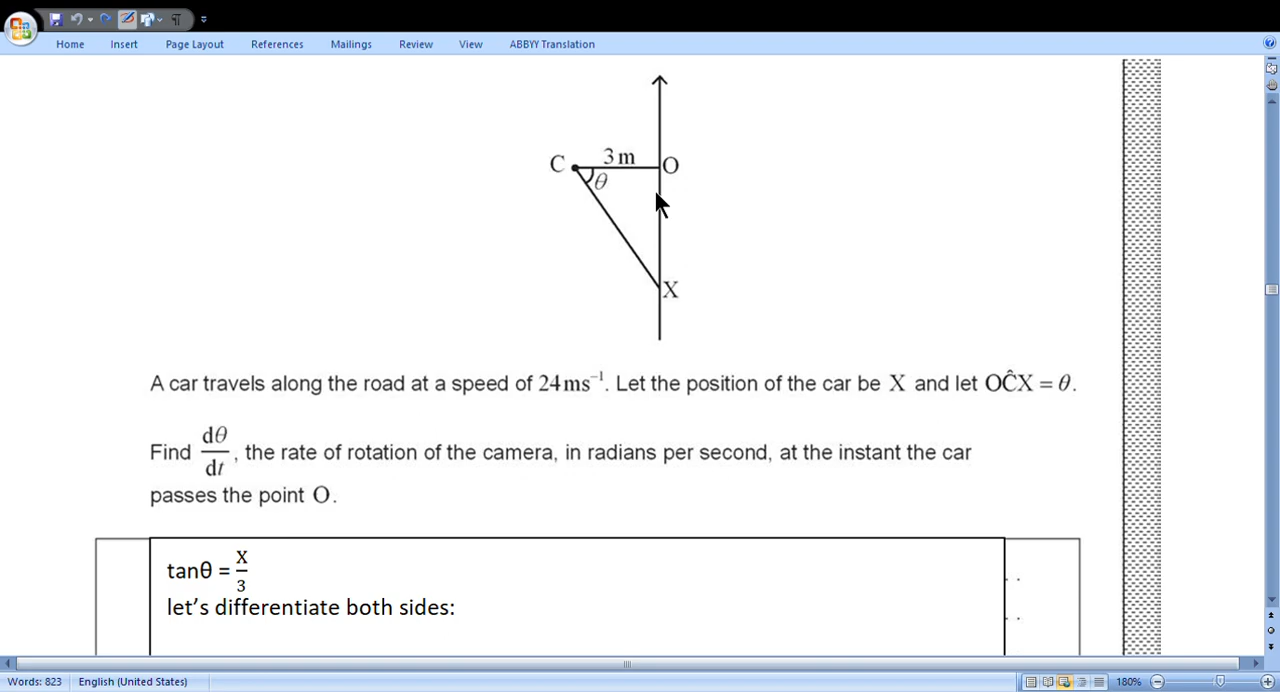 Home Insert Page Layout References Mailings Review View ABBYY Translation
3 m
C O
θ
X
A car travels along the road at a speed of 24 ms⁻¹. Let the position of the car be X and let OĈX = θ.
Find dθ/dt, the rate of rotation of the camera, in radians per second, at the instant the car
passes the point O.
tanθ = X/3
let’s differentiate both sides:
Words: 823 English (United States) 180%